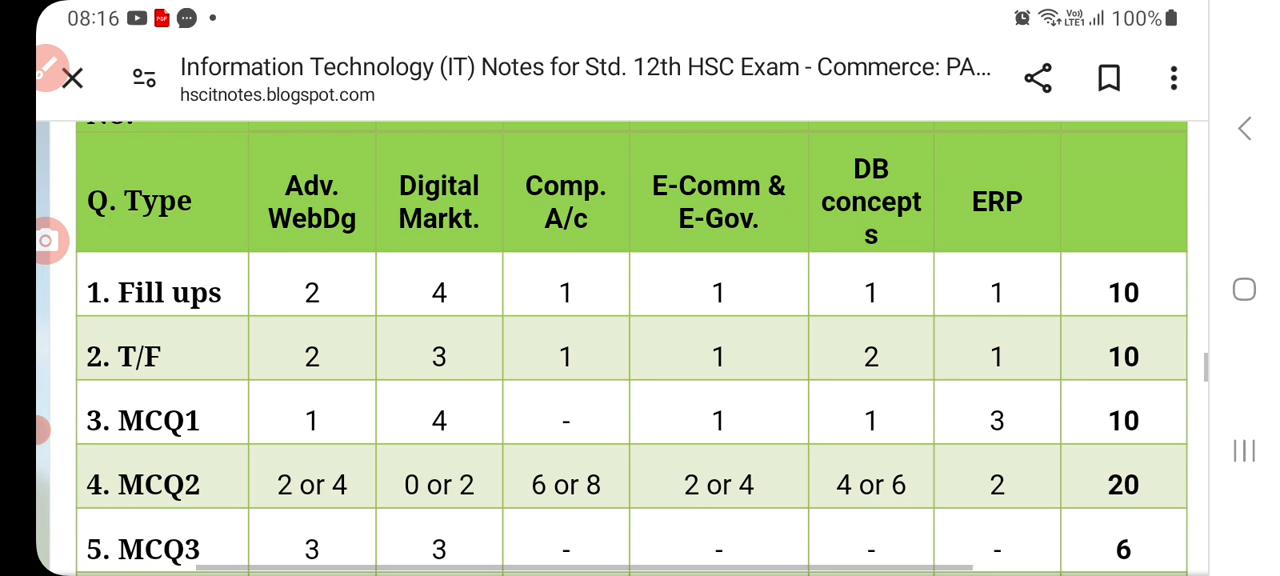 08:16 PDF Vo)) LTE1 100%
Information Technology (IT) Notes for Std. 12th HSC Exam - Commerce: PA...
hscitnotes.blogspot.com
No.
Q. Type Adv. WebDg Digital Markt. Comp. A/c E-Comm & E-Gov. DB concept s ERP
1. Fill ups 2 4 1 1 1 1 10
2. T/F 2 3 1 1 2 1 10
3. MCQ1 1 4 - 1 1 3 10
4. MCQ2 2 or 4 0 or 2 6 or 8 2 or 4 4 or 6 2 20
5. MCQ3 3 3 - - - - 6